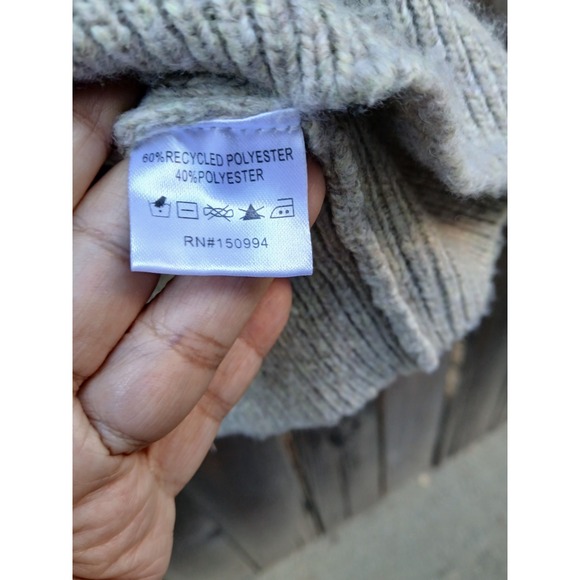 60% RECYCLED POLYESTER
40%POLYESTER
RN#150994